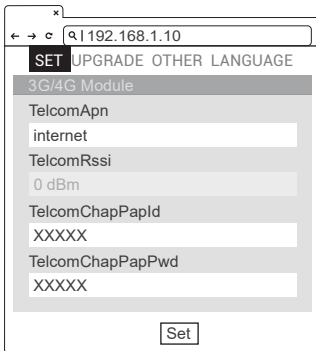 ×
← → c | 192.168.1.10
SET UPGRADE OTHER LANGUAGE
3G/4G Module
TelcomApn
internet
TelcomRssi
0 dBm
TelcomChapPapId
XXXXX
TelcomChapPapPwd
XXXXX
Set